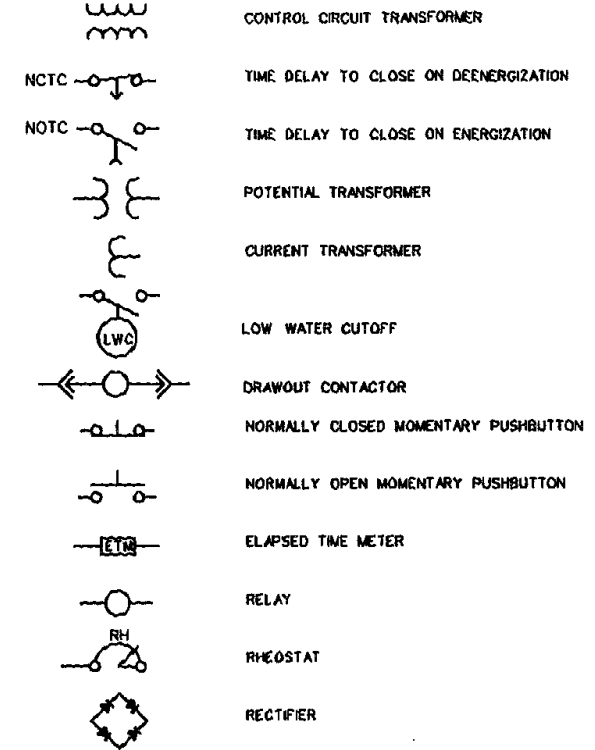 CONTROL CIRCUIT TRANSFORMER
NCTC TIME DELAY TO CLOSE ON DEENERGIZATION
NOTC TIME DELAY TO CLOSE ON ENERGIZATION
POTENTIAL TRANSFORMER
CURRENT TRANSFORMER
LWC LOW WATER CUTOFF
DRAWOUT CONTACTOR
NORMALLY CLOSED MOMENTARY PUSHBUTTON
NORMALLY OPEN MOMENTARY PUSHBUTTON
ETM ELAPSED TIME METER
RELAY
RH
RHEOSTAT
RECTIFIER